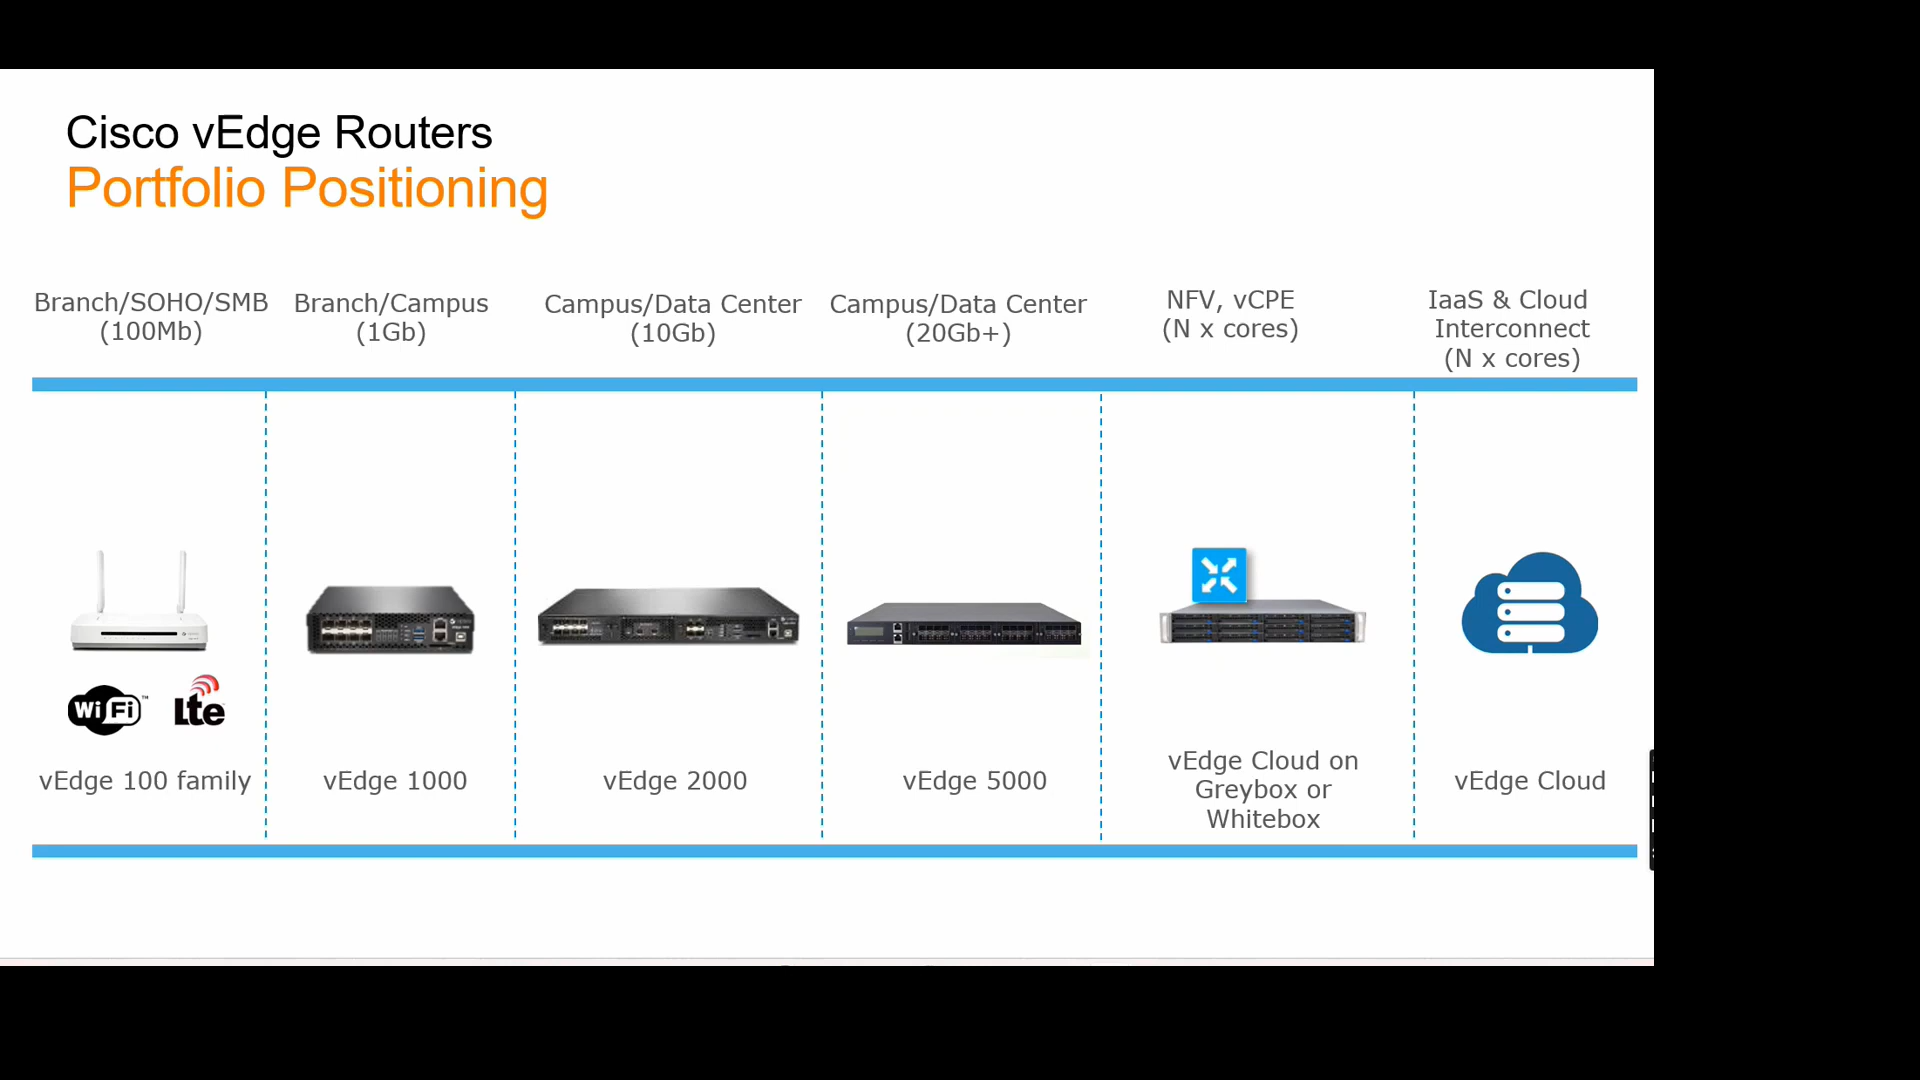 Cisco vEdge Routers
Portfolio Positioning
Branch/SOHO/SMB
(100Mb)
Branch/Campus
(1Gb)
Campus/Data Center
(10Gb)
Campus/Data Center
(20Gb+)
NFV, vCPE
(N x cores)
IaaS & Cloud
Interconnect
(N x cores)
WiFi™
Lte
vEdge 100 family
vEdge 1000
vEdge 2000
vEdge 5000
vEdge Cloud on
Greybox or
Whitebox
vEdge Cloud